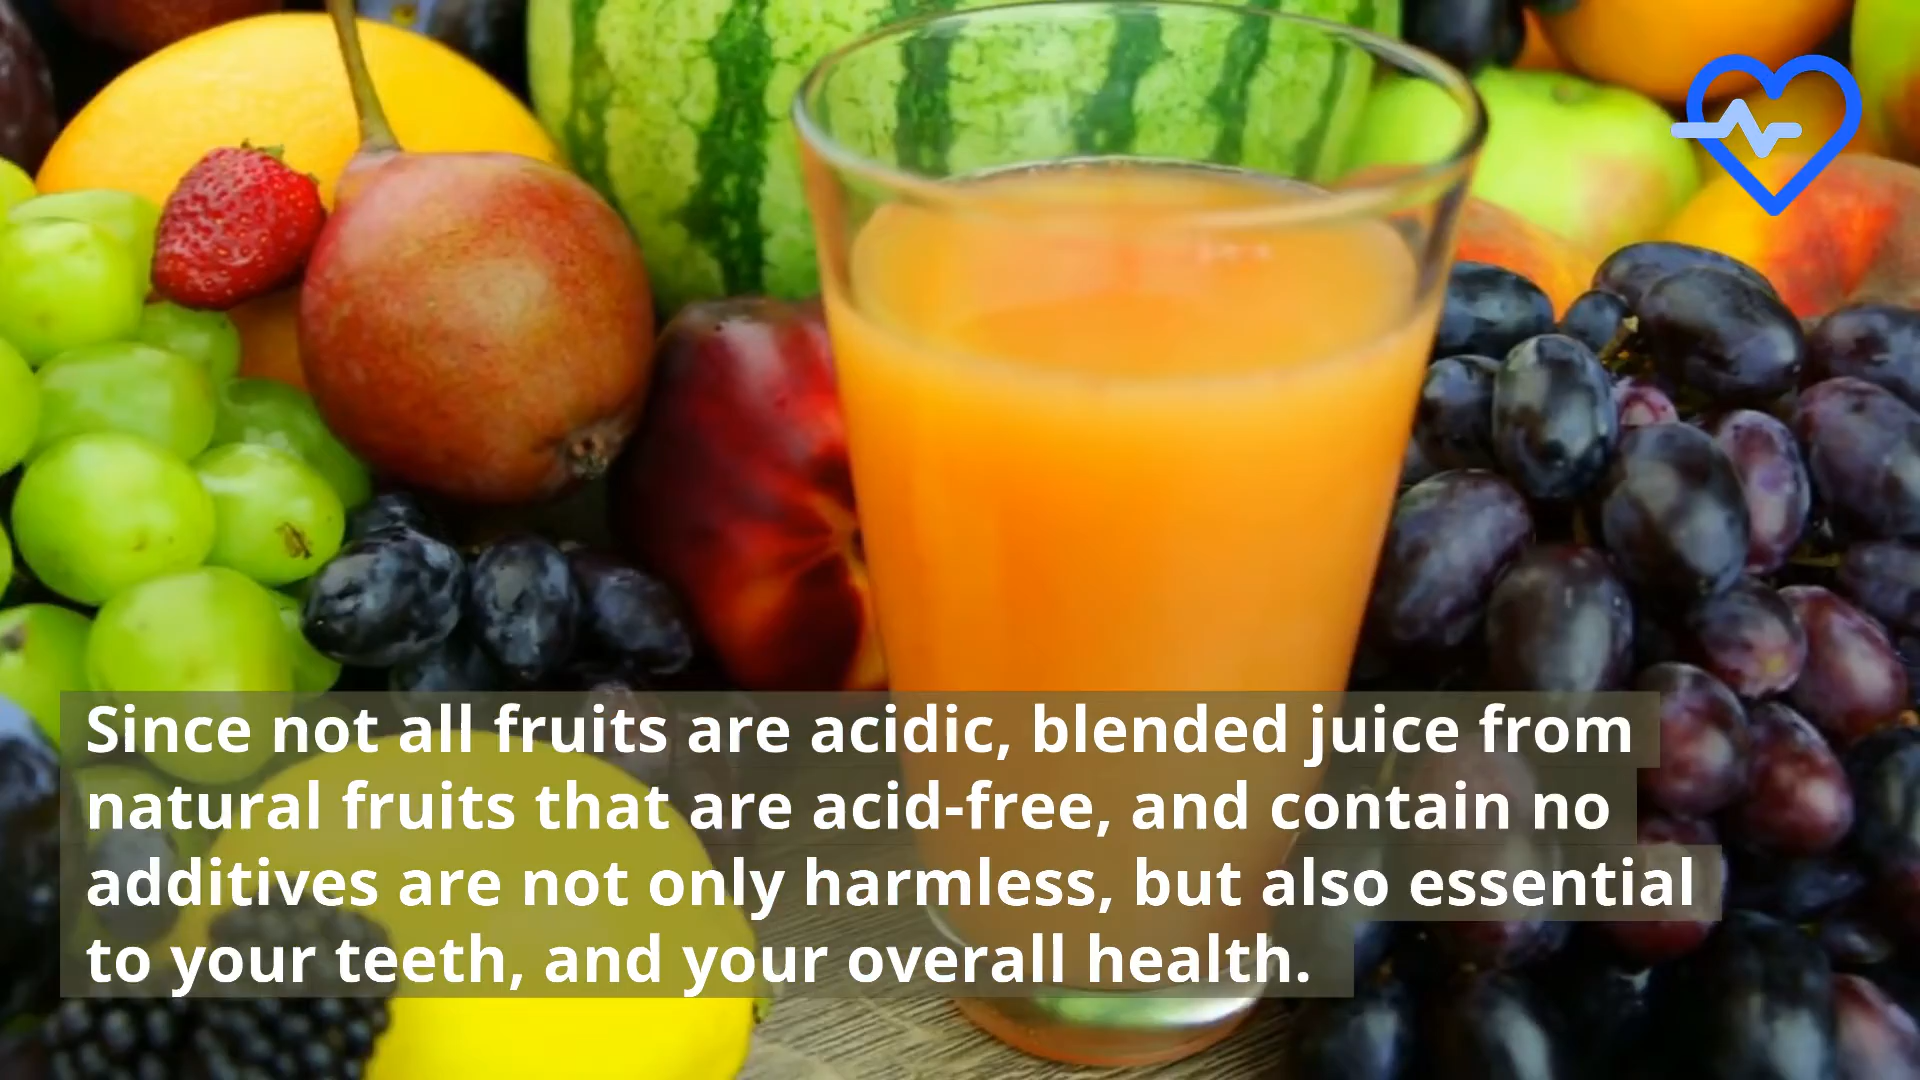 Since not all fruits are acidic, blended juice from
natural fruits that are acid-free, and contain no
additives are not only harmless, but also essential
to your teeth, and your overall health.